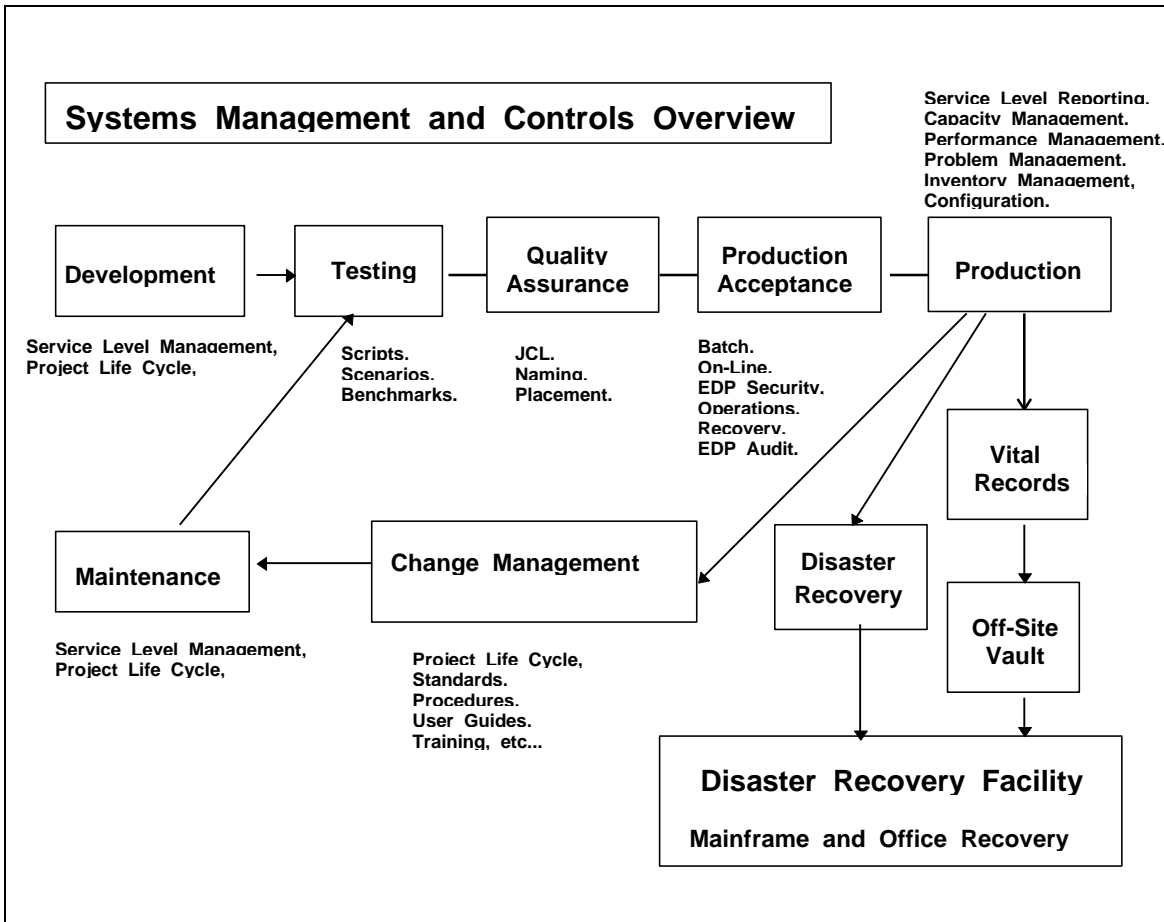 Systems Management and Controls Overview
Service Level Reporting,
Capacity Management,
Performance Management,
Problem Management,
Inventory Management,
Configuration.
Development
Testing
Quality
Assurance
Production
Acceptance
Production
Service Level Management,
Project Life Cycle,
Scripts,
Scenarios,
Benchmarks.
JCL,
Naming,
Placement.
Batch,
On-Line,
EDP Security,
Operations,
Recovery,
EDP Audit.
Vital
Records
Maintenance
Change Management
Disaster
Recovery
Off-Site
Vault
Service Level Management,
Project Life Cycle,
Project Life Cycle,
Standards,
Procedures,
User Guides,
Training, etc...
Disaster Recovery Facility
Mainframe and Office Recovery